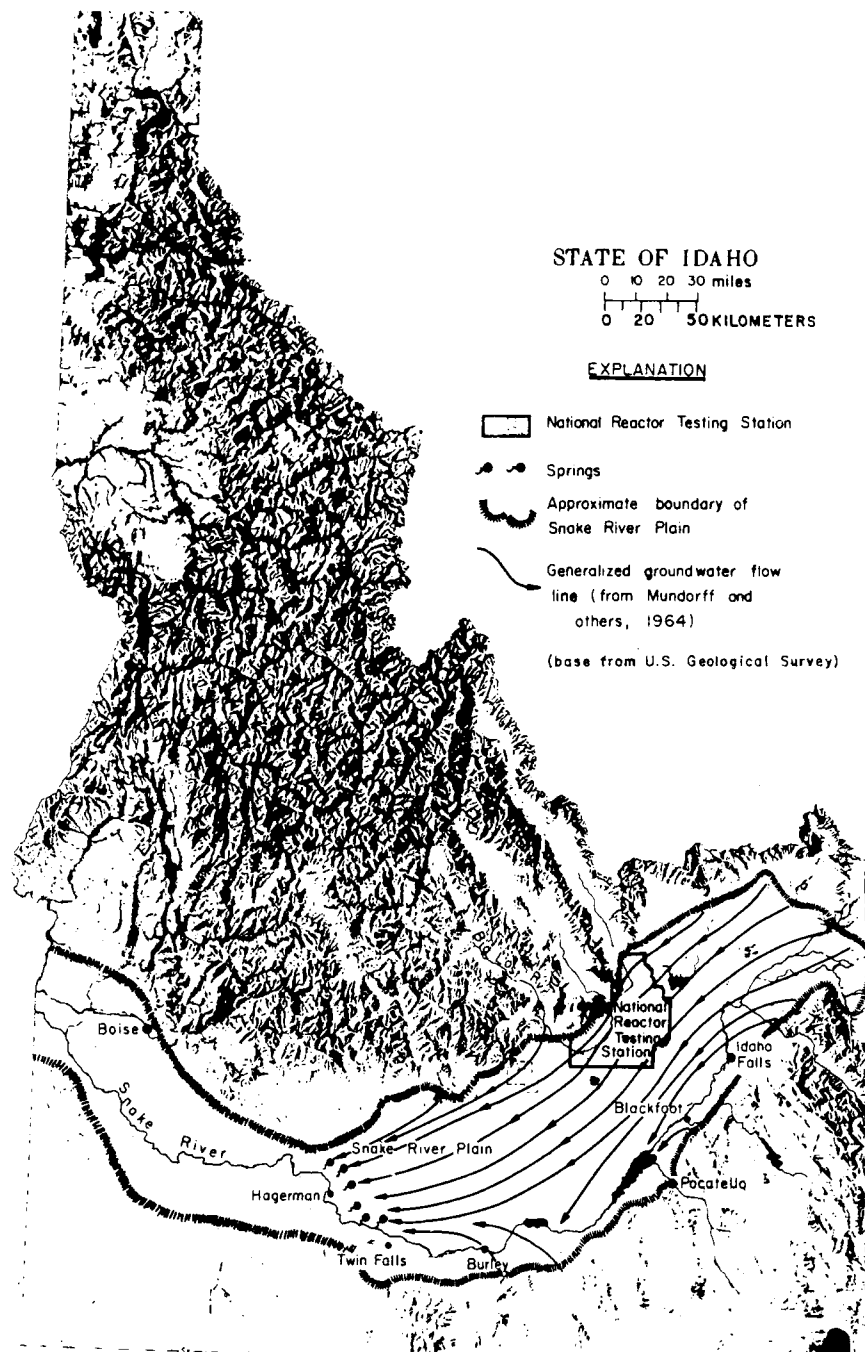 STATE OF IDAHO
0 10 20 30 miles
0 20 50 KILOMETERS
EXPLANATION
National Reactor Testing Station
Springs
Approximate boundary of
Snake River Plain
Generalized groundwater flow
line (from Mundorff and
others, 1964)
(base from U.S. Geological Survey)
National
Reactor
Testing
Station
Boise
Idaho
Falls
Blackfoot
Snake
River
Snake River Plain
Hagerman
Pocatello
Twin Falls
Burley